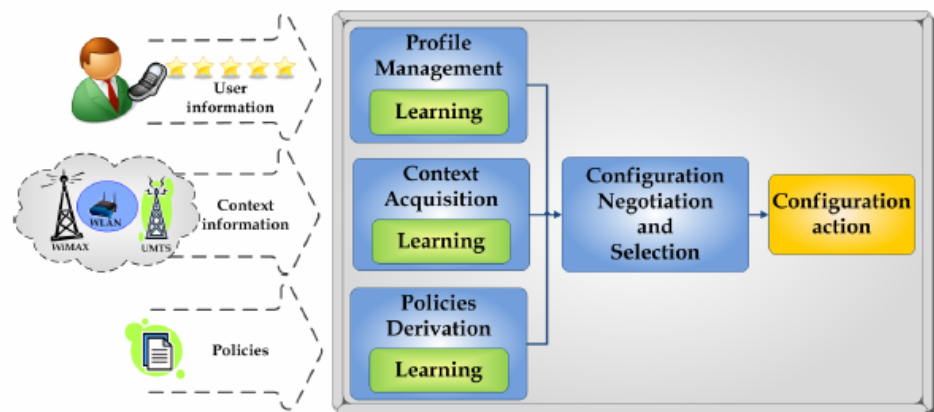 User
information
WiMAX
WLAN
UMTS
Context
information
Policies
Profile
Management
Learning
Context
Acquisition
Learning
Policies
Derivation
Learning
Configuration
Negotiation
and
Selection
Configuration
action